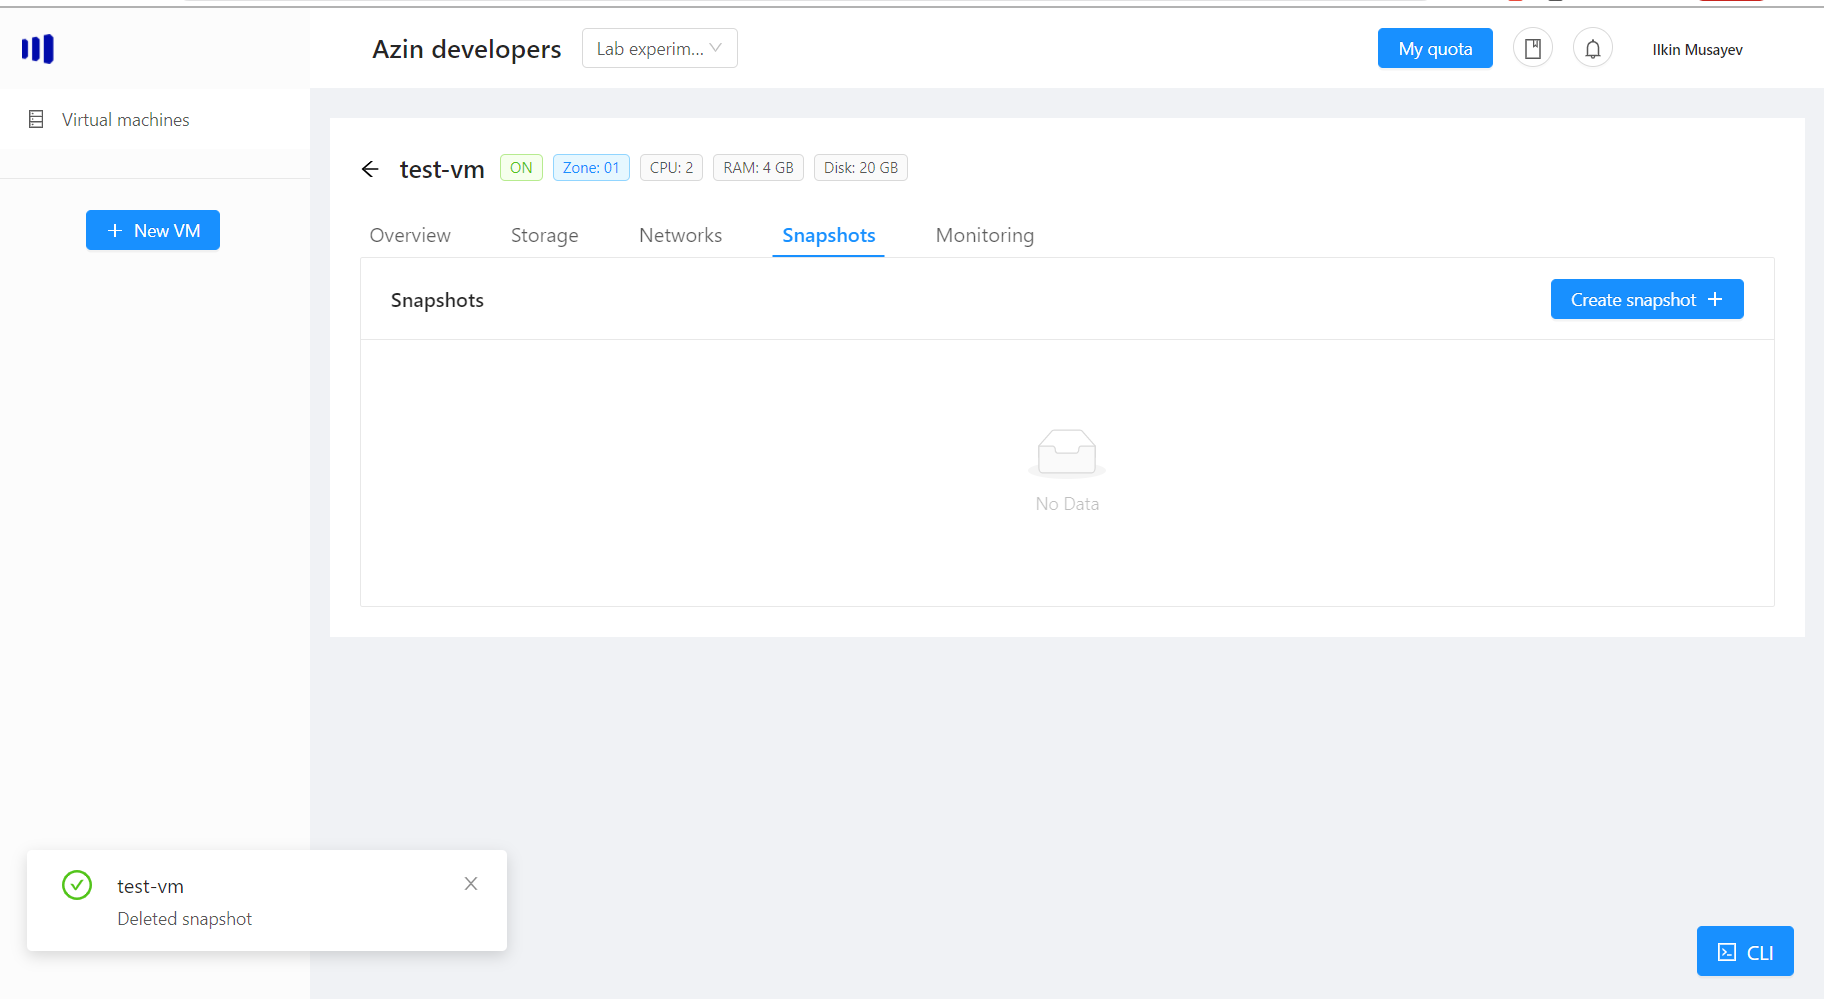 Azin developers
Lab experim...
My quota
Ilkin Musayev
Virtual machines
New VM
test-vm
ON
Zone: 01
CPU: 2
RAM: 4 GB
Disk: 20 GB
Overview
Storage
Networks
Snapshots
Monitoring
Snapshots
Create snapshot
No Data
test-vm
Deleted snapshot
CLI